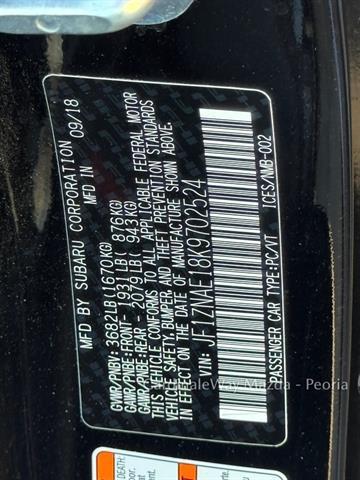 MFD BY SUBARU CORPORATION 09/18
MFD IN
GVWR/PNBV: 3682LB(1670KG)
GAWR/PNBE:FRONT- 1931LB( 876KG)
GAWR/PNBE:REAR - 2079LB( 943KG)
THIS VEHICLE CONFORMS TO ALL APPLICABLE FEDERAL MOTOR
VEHICLE SAFETY, BUMPER, AND THEFT PREVENTION STANDARDS
IN EFFECT ON THE DATE OF MANUFACTURE SHOWN ABOVE.
VIN: JF1ZNAE18K9702524
PASSENGER CAR TYPE:PC/VT ICES/NMB-002
Way Mazda - Peoria
DEATH: